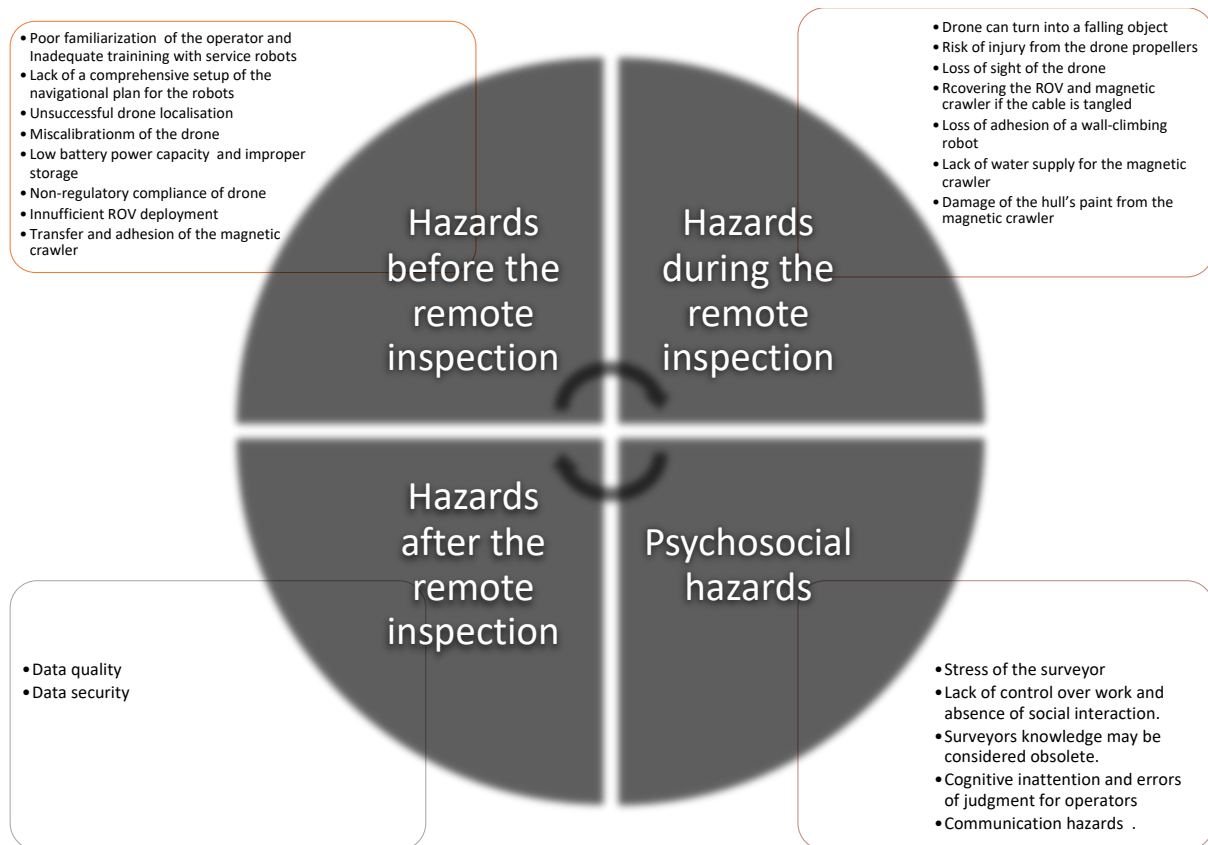 • Poor familiarization of the operator and
Inadequate trainining with service robots
• Lack of a comprehensive setup of the
navigational plan for the robots
• Unsuccessful drone localisation
• Miscalibrationm of the drone
• Low battery power capacity and improper
storage
• Non-regulatory compliance of drone
• Innufficient ROV deployment
• Transfer and adhesion of the magnetic
crawler
• Drone can turn into a falling object
• Risk of injury from the drone propellers
• Loss of sight of the drone
• Rcovering the ROV and magnetic
crawler if the cable is tangled
• Loss of adhesion of a wall-climbing
robot
• Lack of water supply for the magnetic
crawler
• Damage of the hull's paint from the
magnetic crawler
Hazards
before the
remote
inspection
Hazards
during the
remote
inspection
Hazards
after the
remote
inspection
Psychosocial
hazards
• Data quality
• Data security
• Stress of the surveyor
• Lack of control over work and
absence of social interaction.
• Surveyors knowledge may be
considered obsolete.
• Cognitive inattention and errors
of judgment for operators
• Communication hazards .